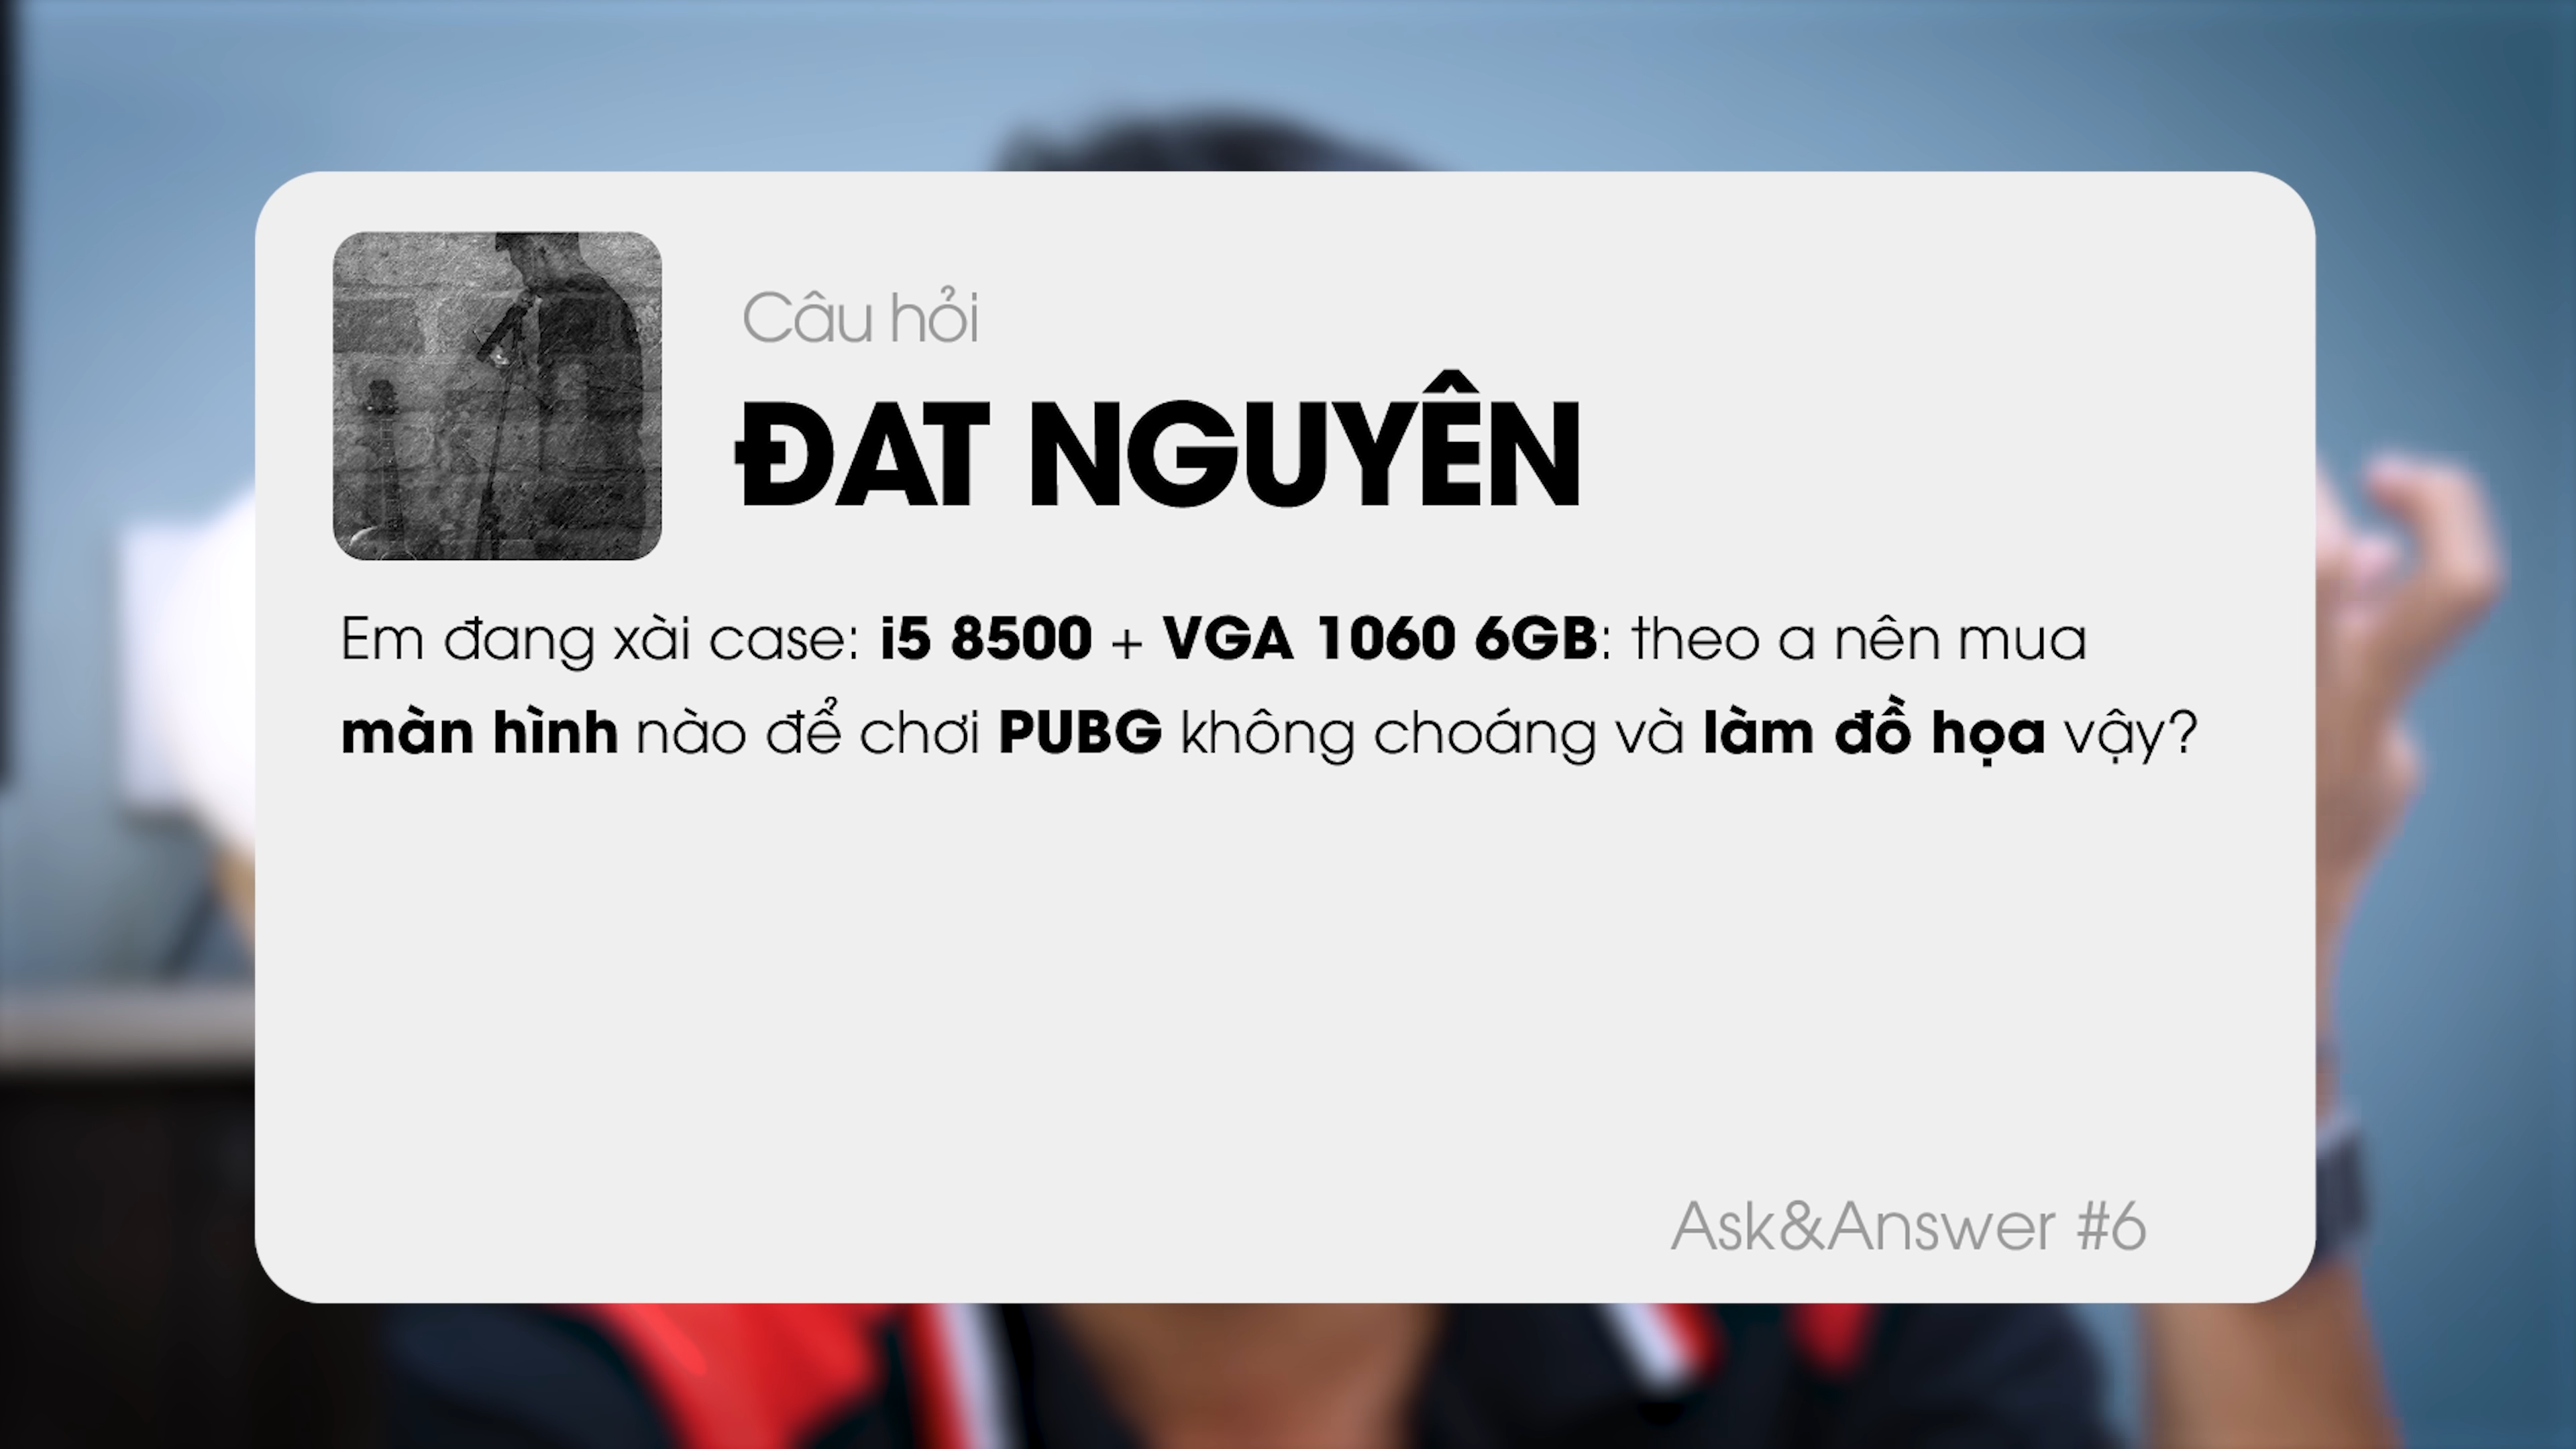 Câu hỏi
ĐAT NGUYÊN
Em đang xài case: i5 8500 + VGA 1060 6GB: theo a nên mua
màn hình nào để chơi PUBG không choáng và làm đồ họa vậy?
Ask&Answer #6